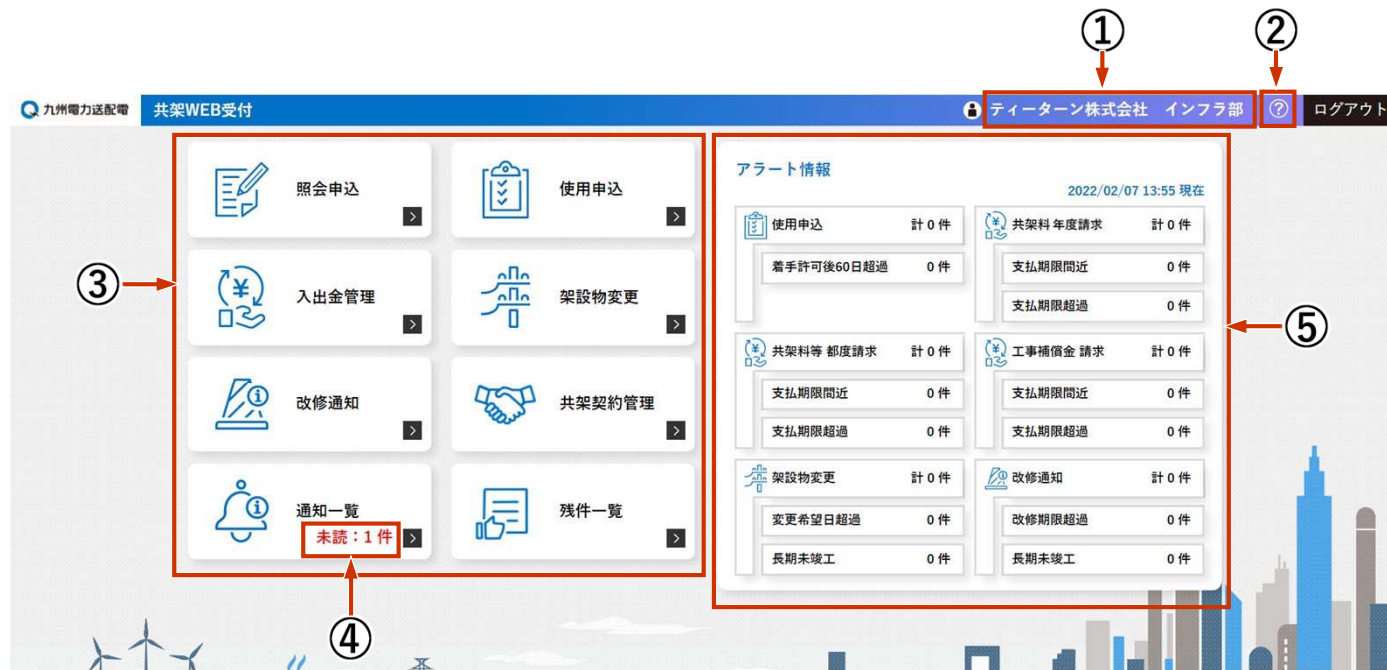 ① ②
九州電力送配電 共架WEB受付 ティーターン株式会社 インフラ部 ? ログアウト
③
照会申込
使用申込
入出金管理
架設物変更
改修通知
共架契約管理
通知一覧
未読：1 件
残件一覧
④
アラート情報
2022/02/07 13:55 現在
使用申込 計 0 件
着手許可後60日超過 0 件
共架料 年度請求 計 0 件
支払期限間近 0 件
支払期限超過 0 件
共架料等 都度請求 計 0 件
支払期限間近 0 件
支払期限超過 0 件
工事補償金 請求 計 0 件
支払期限間近 0 件
支払期限超過 0 件
架設物変更 計 0 件
変更希望日超過 0 件
長期未竣工 0 件
改修通知 計 0 件
改修期限超過 0 件
長期未竣工 0 件
⑤